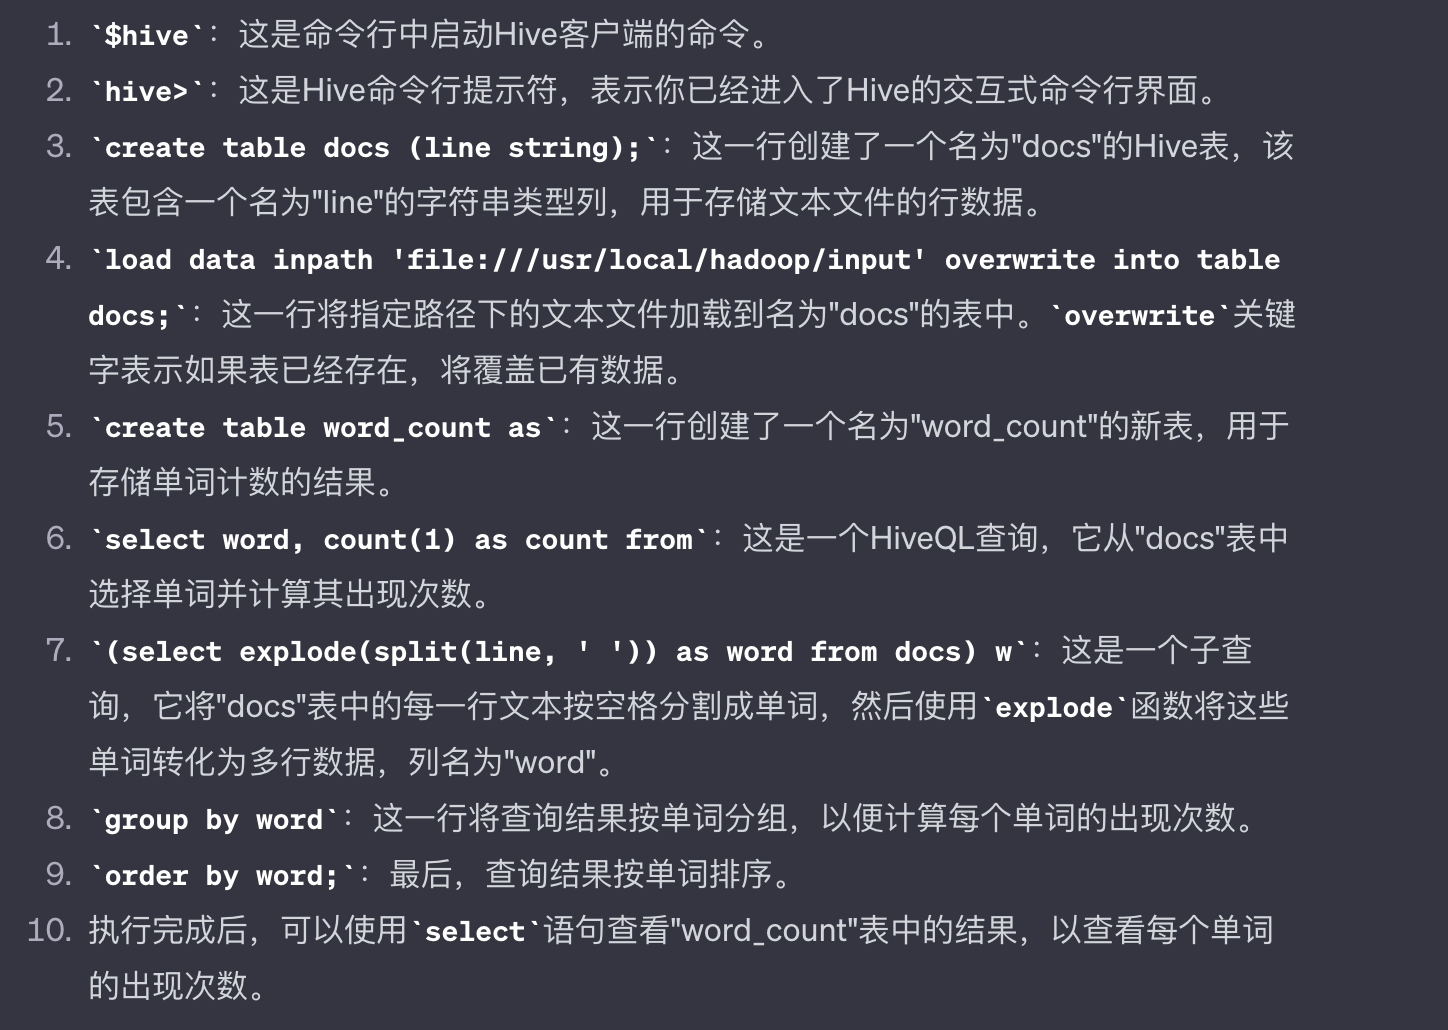 1. `$hive`：这是命令行中启动Hive客户端的命令。
2. `hive>`：这是Hive命令行提示符，表示你已经进入了Hive的交互式命令行界面。
3. `create table docs (line string);`：这一行创建了一个名为"docs"的Hive表，该
表包含一个名为"line"的字符串类型列，用于存储文本文件的行数据。
4. `load data inpath 'file:///usr/local/hadoop/input' overwrite into table
docs;`：这一行将指定路径下的文本文件加载到名为"docs"的表中。`overwrite`关键
字表示如果表已经存在，将覆盖已有数据。
5. `create table word_count as`：这一行创建了一个名为"word_count"的新表，用于
存储单词计数的结果。
6. `select word, count(1) as count from`：这是一个HiveQL查询，它从"docs"表中
选择单词并计算其出现次数。
7. `(select explode(split(line, ' ')) as word from docs) w`：这是一个子查
询，它将"docs"表中的每一行文本按空格分割成单词，然后使用`explode`函数将这些
单词转化为多行数据，列名为"word"。
8. `group by word`：这一行将查询结果按单词分组，以便计算每个单词的出现次数。
9. `order by word;`：最后，查询结果按单词排序。
10. 执行完成后，可以使用`select`语句查看"word_count"表中的结果，以查看每个单词
的出现次数。